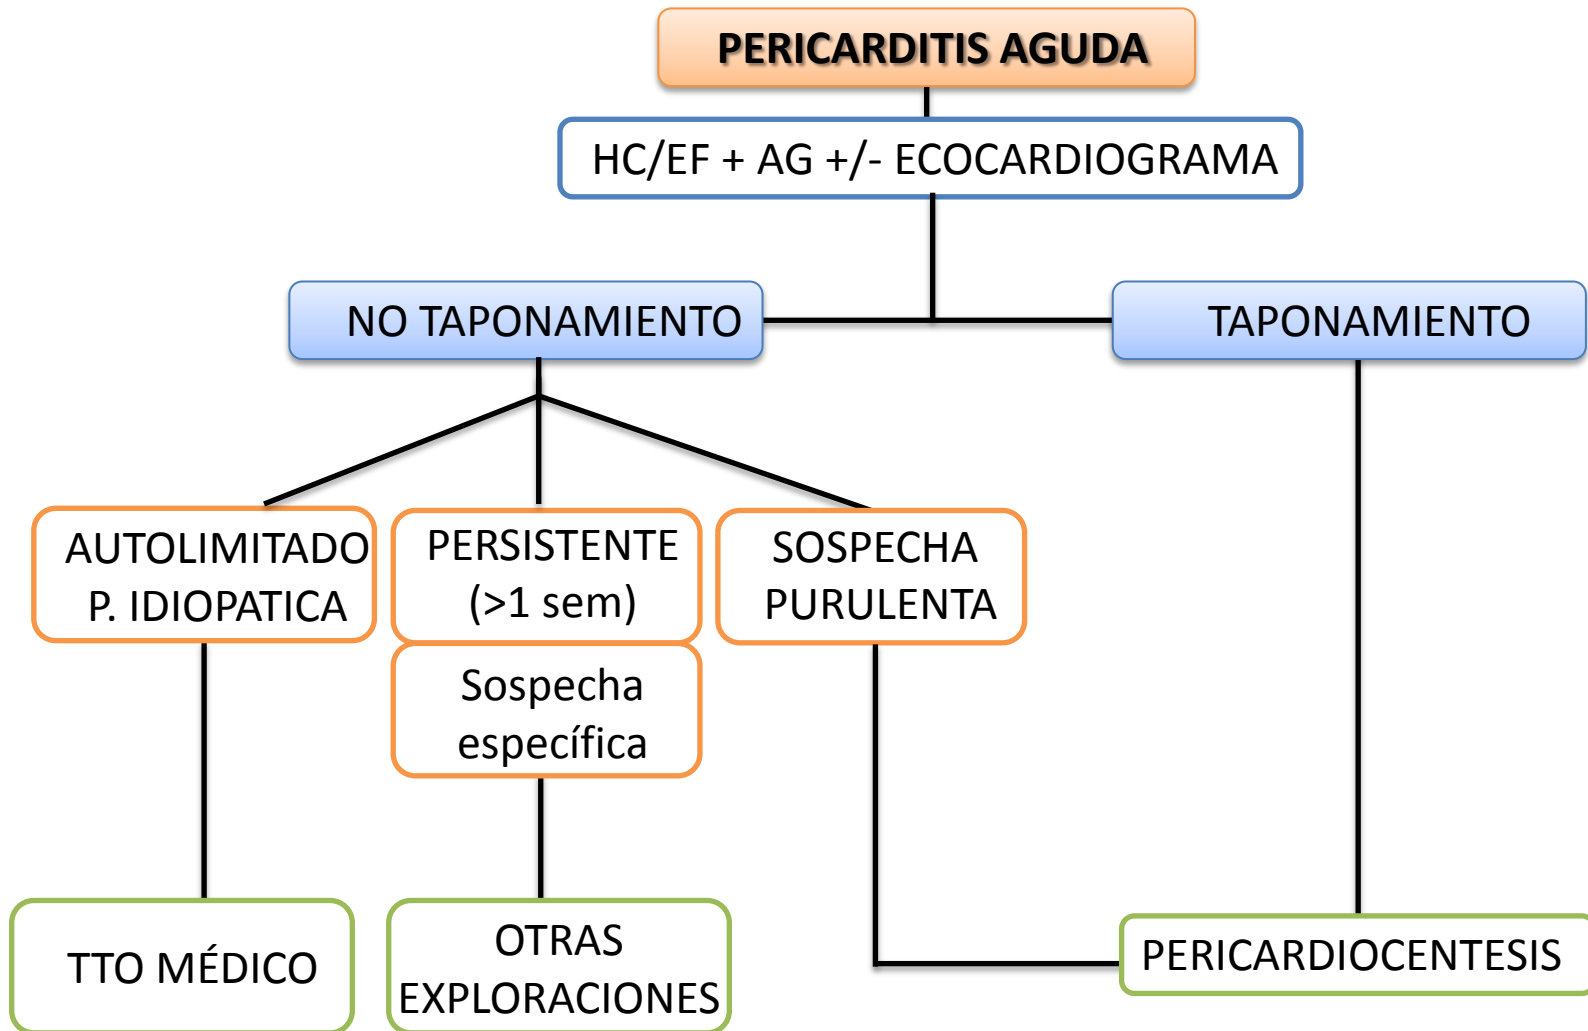 PERICARDITIS AGUDA
HC/EF + AG +/- ECOCARDIOGRAMA
NO TAPONAMIENTO
TAPONAMIENTO
AUTOLIMITADO
P. IDIOPATICA
PERSISTENTE
(>1 sem)
Sospecha
específica
SOSPECHA
PURULENTA
TTO MÉDICO
OTRAS
EXPLORACIONES
PERICARDIOCENTESIS